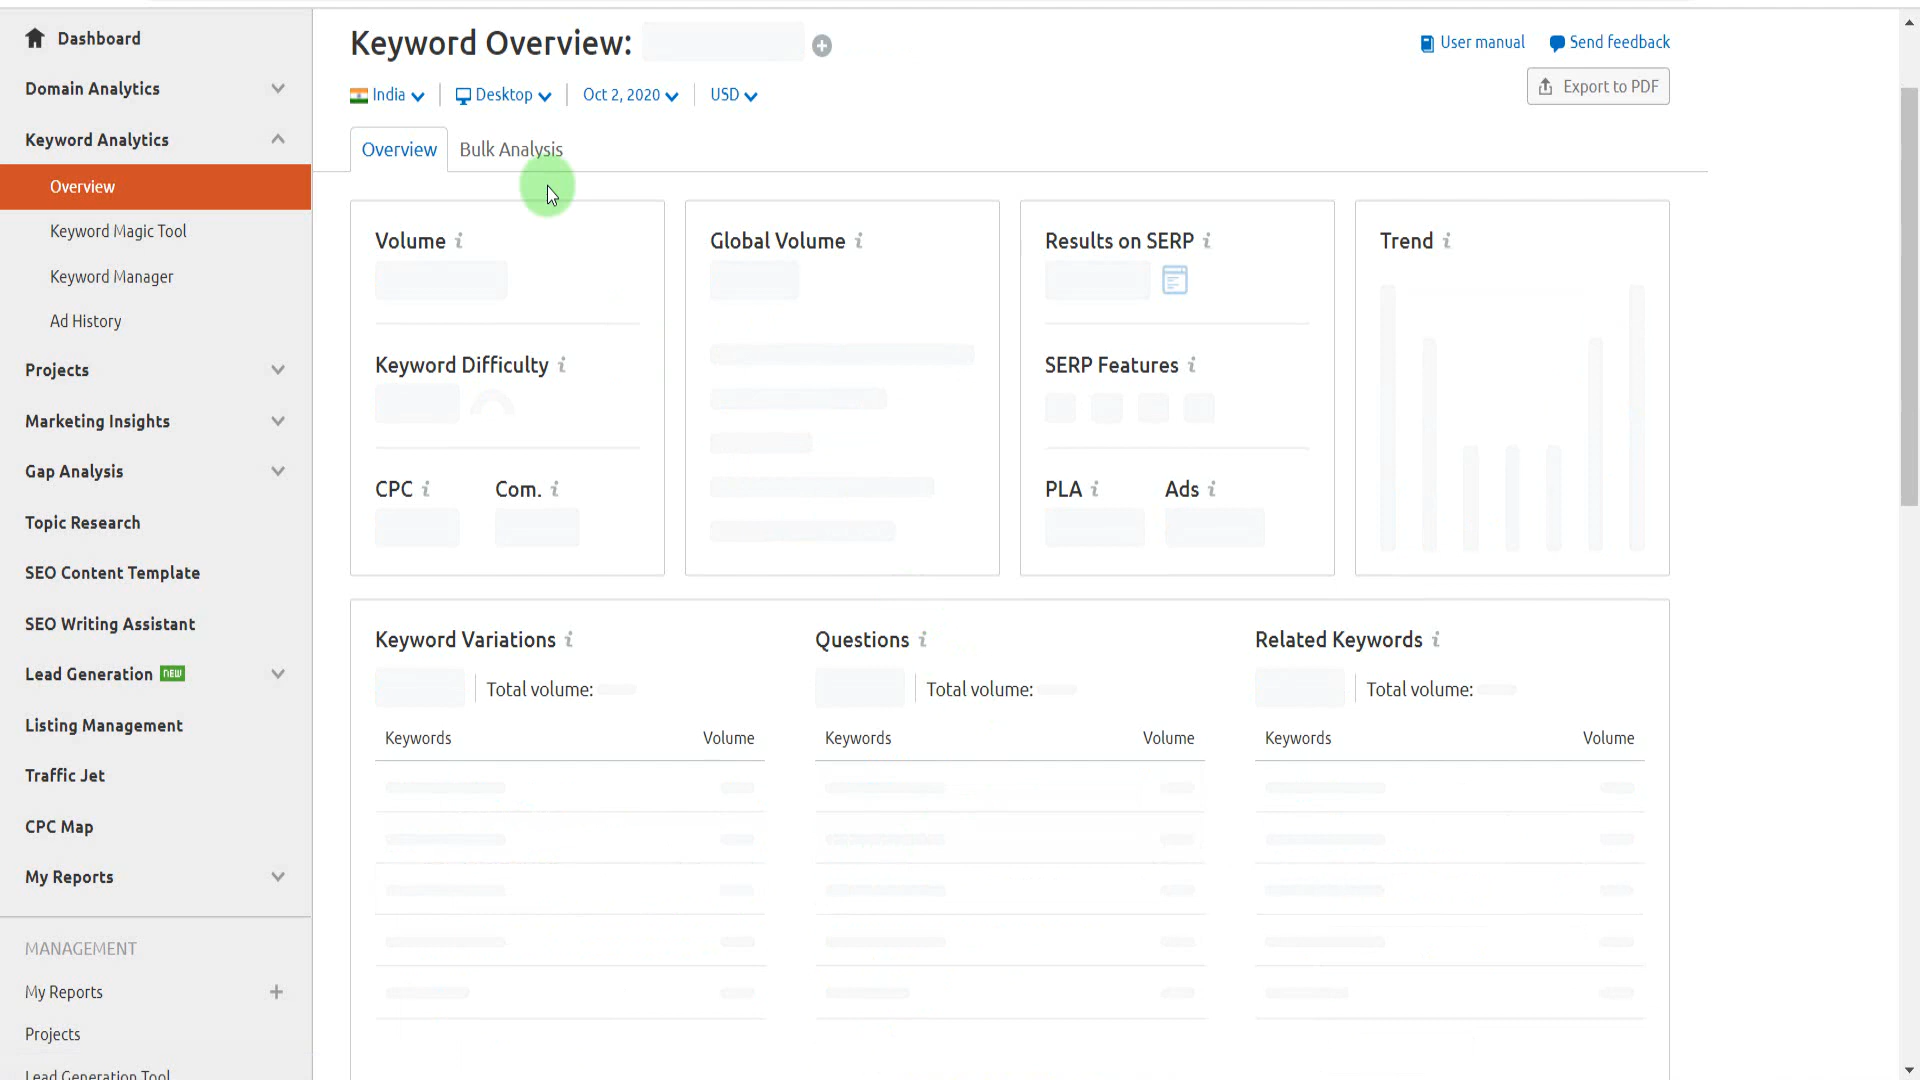 Dashboard
Domain Analytics
Keyword Analytics
Overview
Keyword Magic Tool
Keyword Manager
Ad History
Projects
Marketing Insights
Gap Analysis
Topic Research
SEO Content Template
SEO Writing Assistant
Lead Generation NEW
Listing Management
Traffic Jet
CPC Map
My Reports
MANAGEMENT
My Reports
Projects
Lead Generation Tool
Keyword Overview:
User manual
Send feedback
India
Desktop
Oct 2, 2020
USD
Export to PDF
Overview
Bulk Analysis
Volume
Keyword Difficulty
CPC
Com.
Global Volume
Results on SERP
SERP Features
PLA
Ads
Trend
Keyword Variations
Total volume:
Keywords
Volume
Questions
Total volume:
Keywords
Volume
Related Keywords
Total volume:
Keywords
Volume